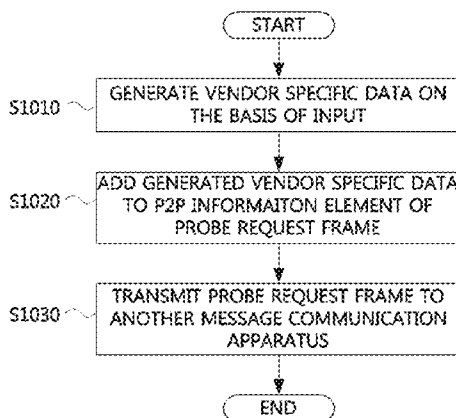 START
S1010
GENERATE VENDOR SPECIFIC DATA ON
THE BASIS OF INPUT
S1020
ADD GENERATED VENDOR SPECIFIC DATA
TO P2P INFORMAITON ELEMENT OF
PROBE REQUEST FRAME
S1030
TRANSMIT PROBE REQUEST FRAME TO
ANOTHER MESSAGE COMMUNICATION
APPARATUS
END